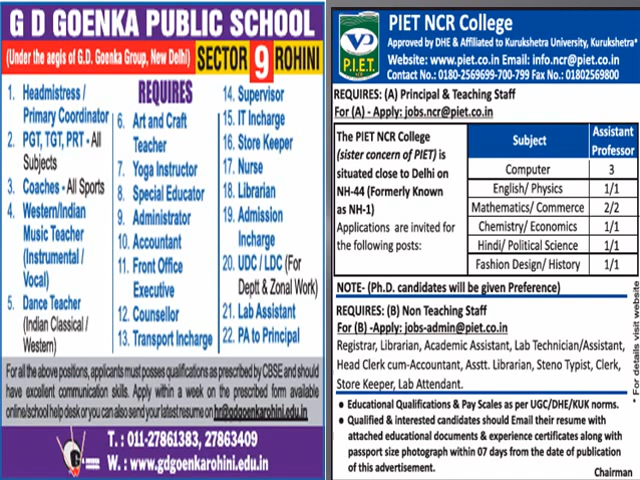 G D GOENKA PUBLIC SCHOOL
(Under the aegis of G.D. Goenka Group, New Delhi) SECTOR 9 ROHINI
REQUIRES
1. Headmistress /
Primary Coordinator
2. PGT, TGT, PRT - All
Subjects
3. Coaches - All Sports
4. Western/Indian
Music Teacher
(Instrumental /
Vocal)
5. Dance Teacher
(Indian Classical /
Western)
6. Art and Craft
Teacher
7. Yoga Instructor
8. Special Educator
9. Administrator
10. Accountant
11. Front Office
Executive
12. Counsellor
13. Transport Incharge
14. Supervisor
15. IT Incharge
16. Store Keeper
17. Nurse
18. Librarian
19. Admission
Incharge
20. UDC / LDC (For
Deptt & Zonal Work)
21. Lab Assistant
22. PA to Principal
For all the above positions, applicants must posses qualifications as prescribed by CBSE and should
have excellent communication skills. Apply within a week on the prescribed form available
online/school help desk or you can also send your latest resume on hr@gdgoenkarohini.edu.in
T. : 011-27861383, 27863409
W. : www.gdgoenkarohini.edu.in
P.I.E.T.
PIET NCR College
Approved by DHE & Affiliated to Kurukshetra University, Kurukshetra*
Website: www.piet.co.in Email: info.ncr@piet.co.in
Contact No.: 0180-2569699-700-799 Fax No.: 01802569800
REQUIRES: (A) Principal & Teaching Staff
For (A) - Apply: jobs.ncr@piet.co.in
The PIET NCR College
(sister concern of PIET) is
situated close to Delhi on
NH-44 (Formerly Known
as NH-1)
Applications are invited for
the following posts:
Subject Assistant Professor
Computer 3
English/ Physics 1/1
Mathematics/ Commerce 2/2
Chemistry/ Economics 1/1
Hindi/ Political Science 1/1
Fashion Design/ History 1/1
NOTE- (Ph.D. candidates will be given Preference)
REQUIRES: (B) Non Teaching Staff
For (B) -Apply: jobs-admin@piet.co.in
Registrar, Librarian, Academic Assistant, Lab Technician/Assistant,
Head Clerk cum-Accountant, Asstt. Librarian, Steno Typist, Clerk,
Store Keeper, Lab Attendant.
• Educational Qualifications & Pay Scales as per UGC/DHE/KUK norms.
• Qualified & interested candidates should Email their resume with
attached educational documents & experience certificates along with
passport size photograph within 07 days from the date of publication
of this advertisement.
Chairman
* For details visit website